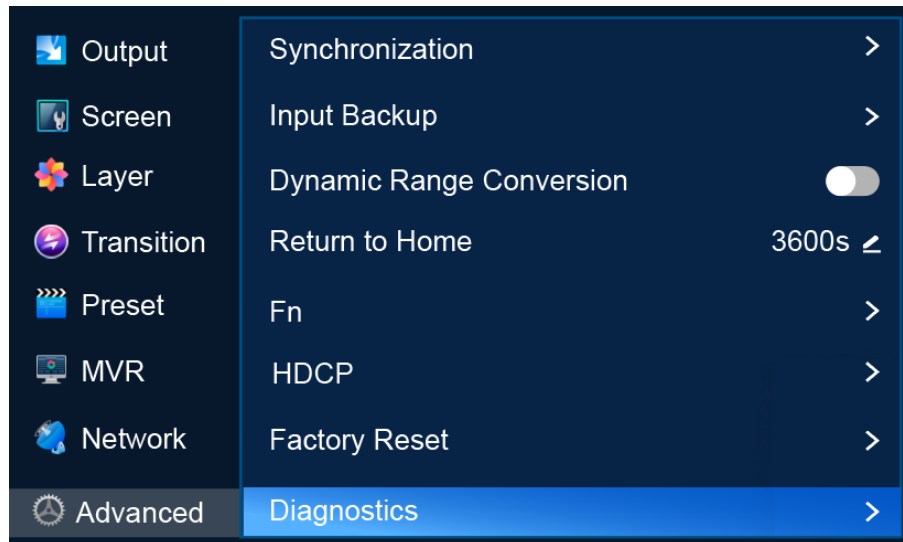 Output
Screen
Layer
Transition
Preset
MVR
Network
Advanced
Synchronization
Input Backup
Dynamic Range Conversion
Return to Home 3600s
Fn
HDCP
Factory Reset
Diagnostics